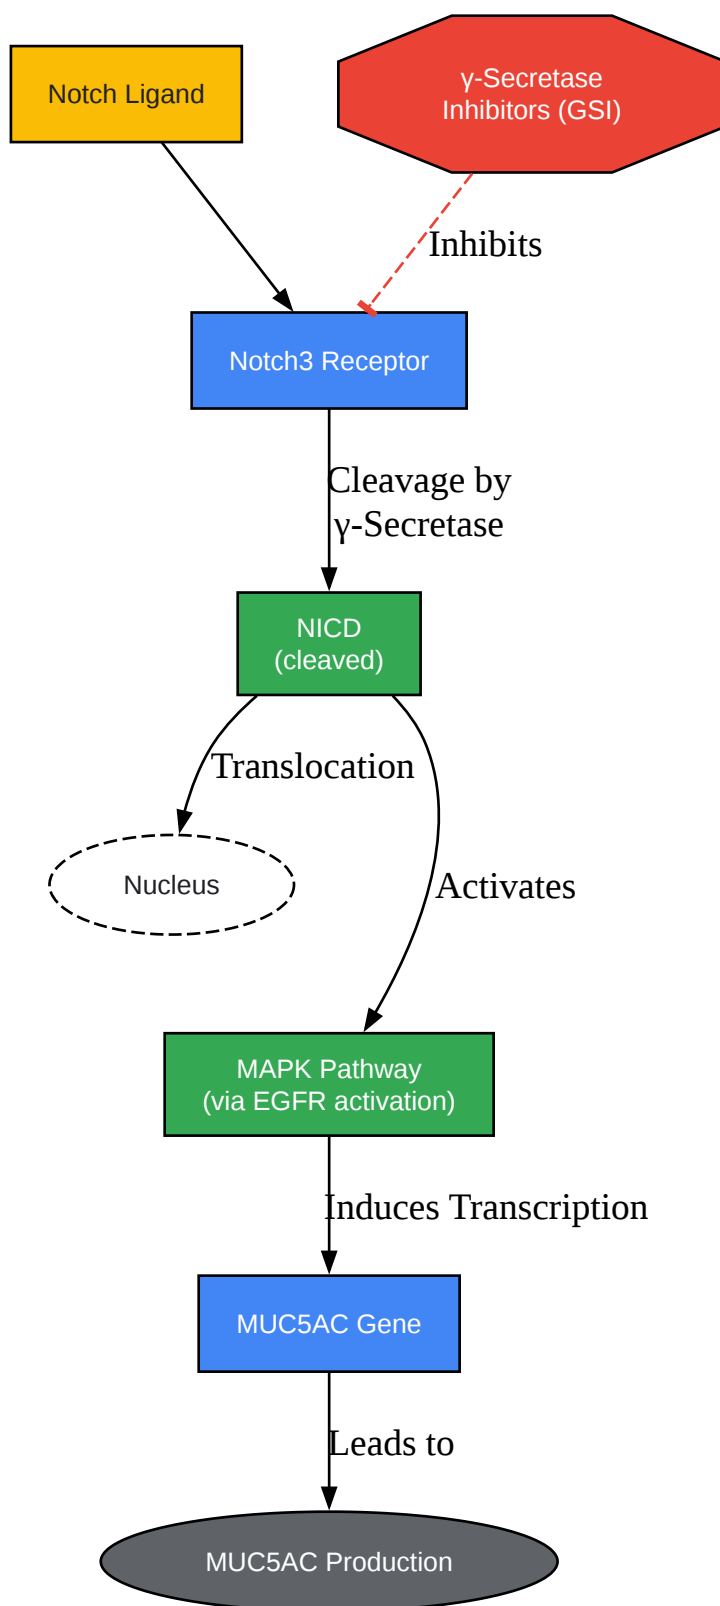 Notch Ligand
γ-Secretase
Inhibitors (GSI)
Inhibits
Notch3 Receptor
Cleavage by
γ-Secretase
NICD
(cleaved)
Translocation
Nucleus
Activates
MAPK Pathway
(via EGFR activation)
Induces Transcription
MUC5AC Gene
Leads to
MUC5AC Production